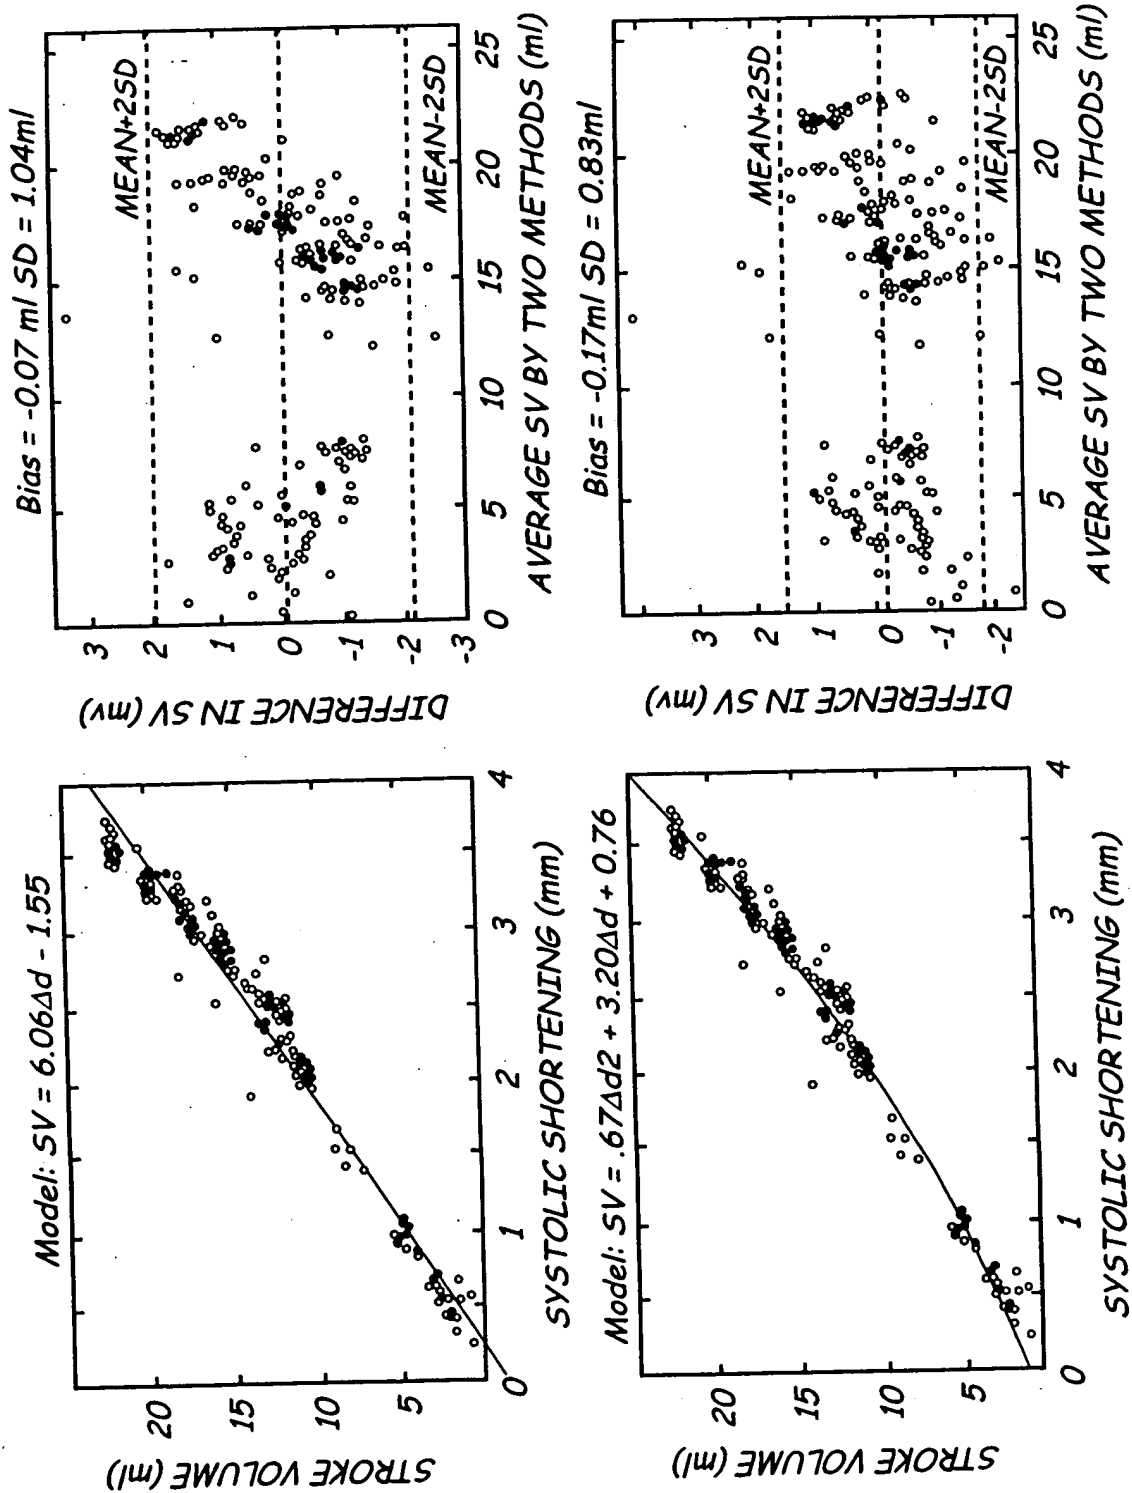 Model: SV = 6.06Δd - 1.55
STROKE VOLUME (ml)
20
15
10
5
0
1
2
3
4
SYSTOLIC SHORTENING (mm)
Bias = -0.07 ml SD = 1.04ml
DIFFERENCE IN SV (mv)
3
2
1
0
-1
-2
-3
MEAN+2SD
MEAN-2SD
0
5
10
15
20
25
AVERAGE SV BY TWO METHODS (ml)
Model: SV = .67Δd2 + 3.20Δd + 0.76
STROKE VOLUME (ml)
20
15
10
5
0
1
2
3
4
SYSTOLIC SHORTENING (mm)
Bias = -0.17ml SD = 0.83ml
DIFFERENCE IN SV (mv)
3
2
1
0
-1
-2
MEAN+2SD
MEAN-2SD
0
5
10
15
20
25
AVERAGE SV BY TWO METHODS (ml)